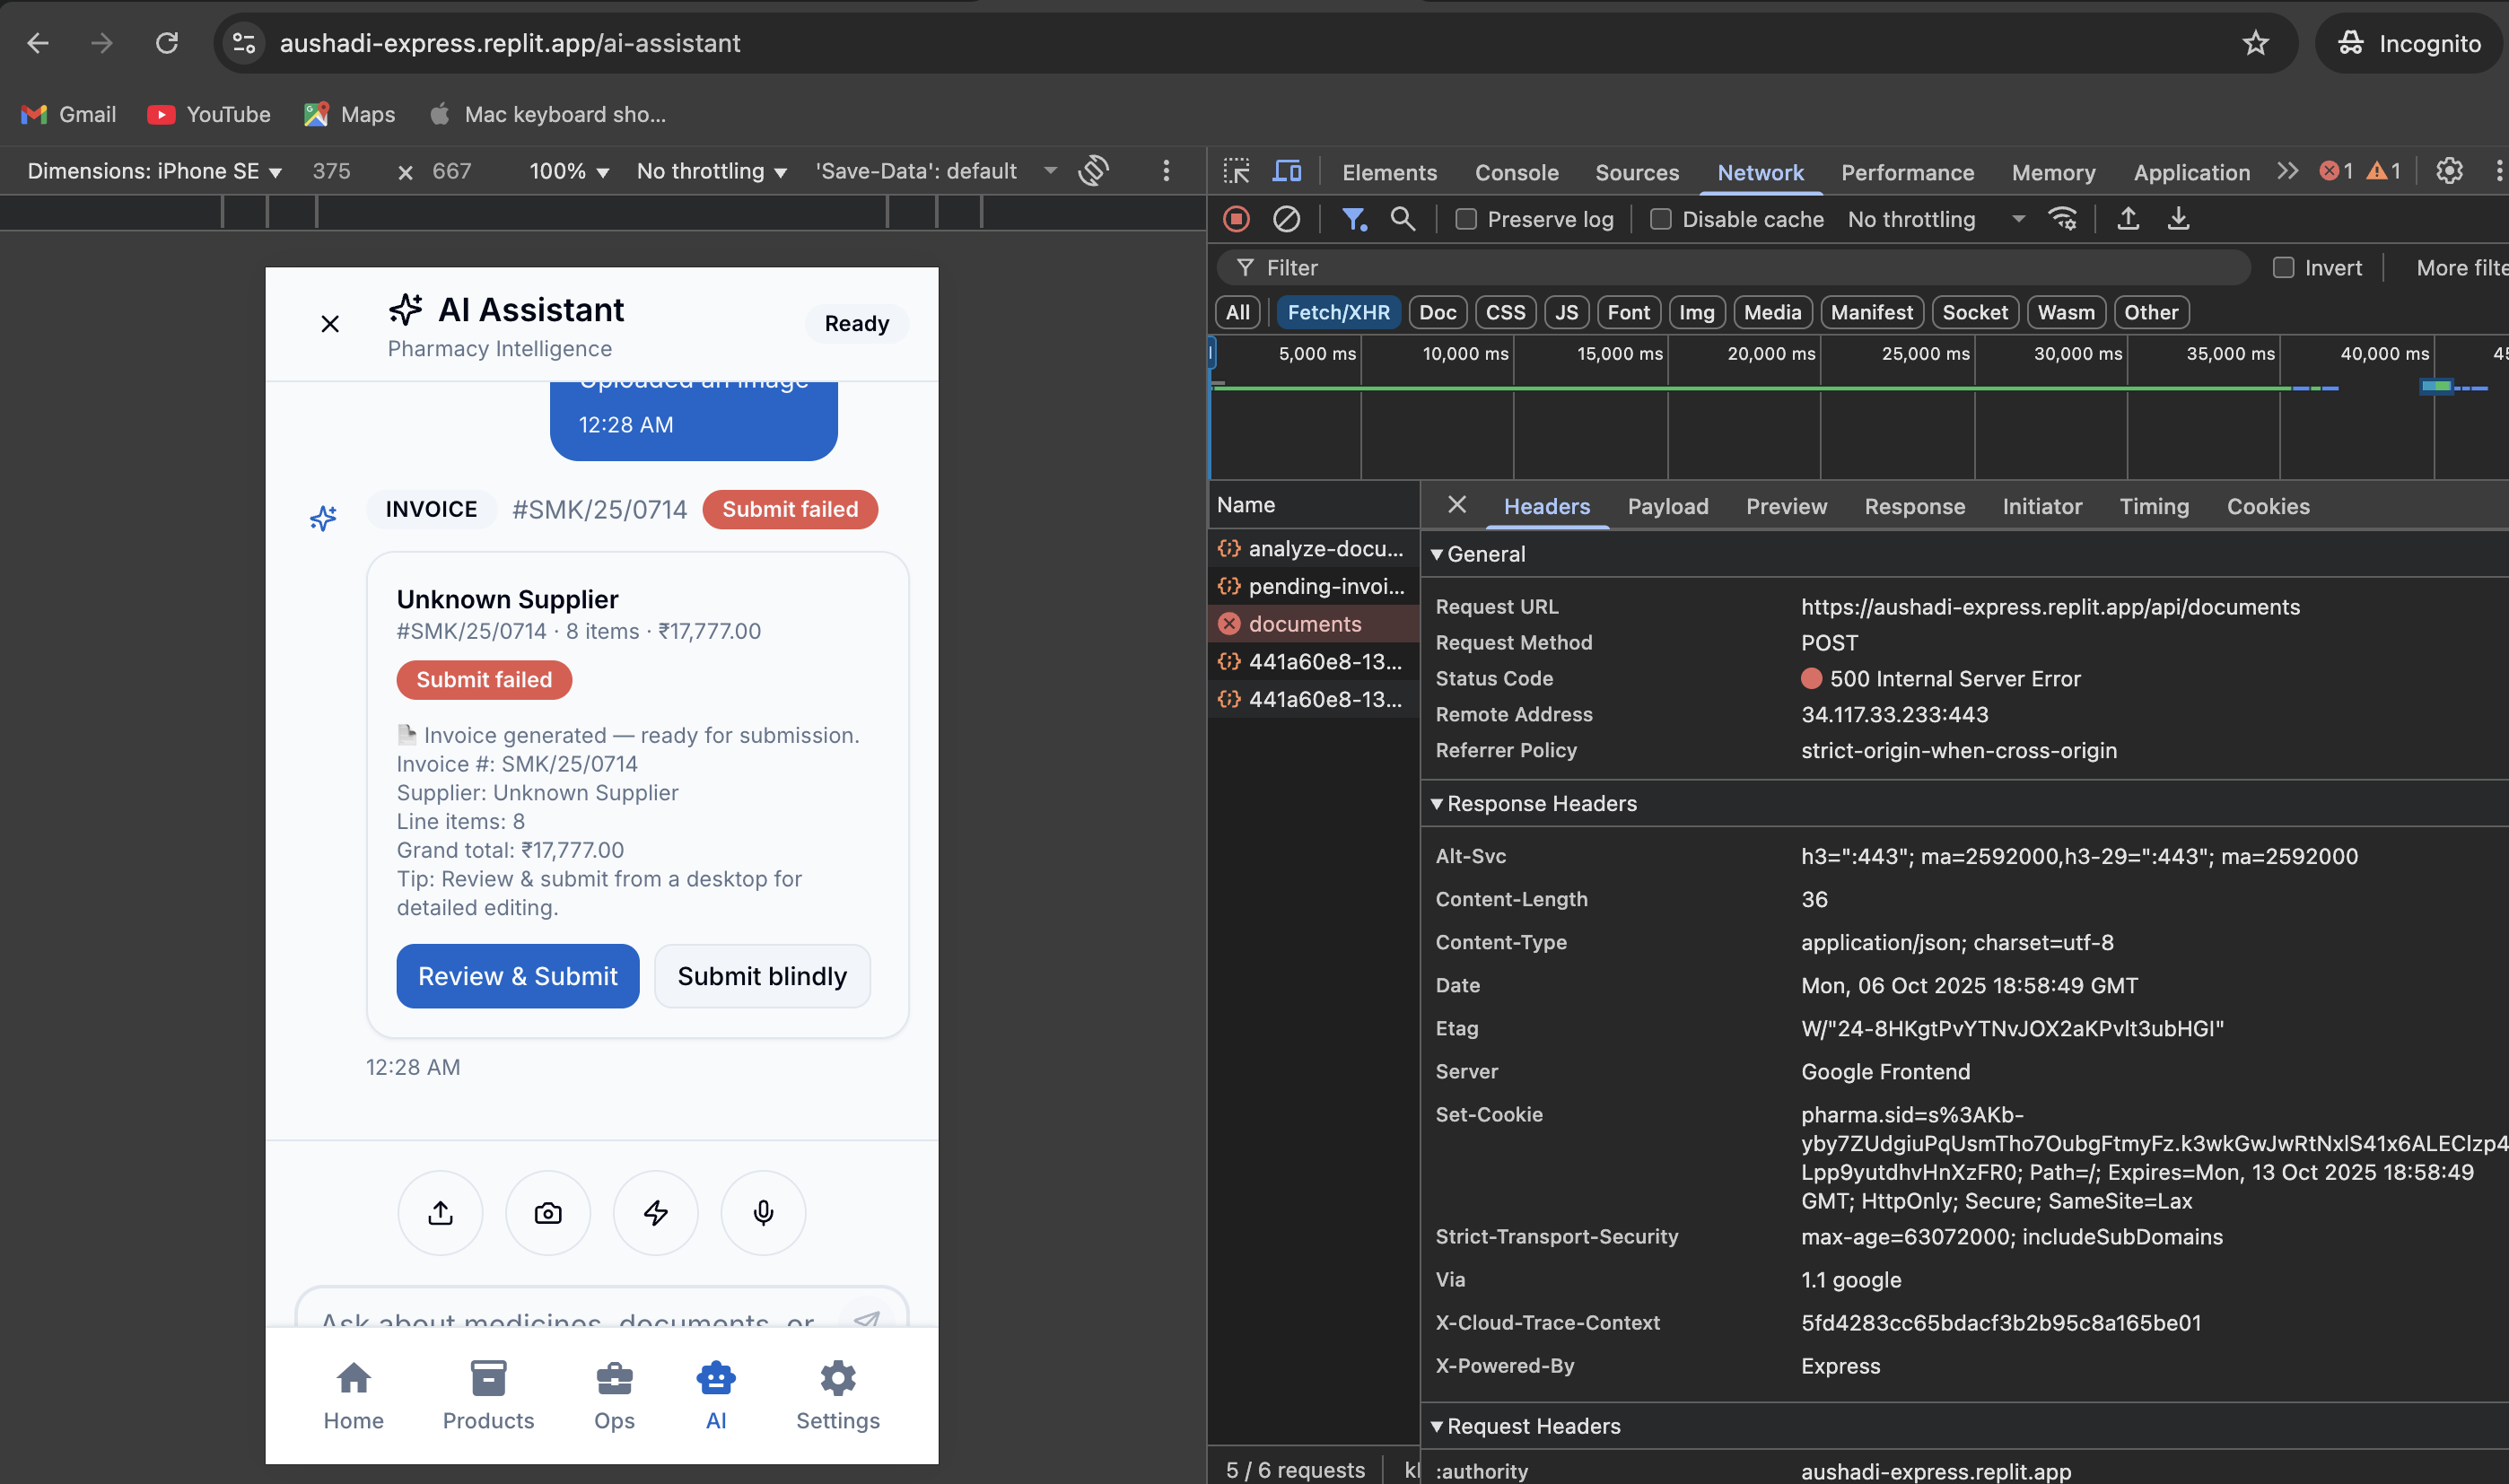 aushadi-express.replit.app/ai-assistant
Incognito
Gmail
YouTube
Maps
Mac keyboard sho...
Dimensions: iPhone SE
375
×
667
100%
No throttling
'Save-Data': default
AI Assistant
Pharmacy Intelligence
Ready
Uploaded an image
12:28 AM
INVOICE
#SMK/25/0714
Submit failed
Unknown Supplier
#SMK/25/0714 · 8 items · ₹17,777.00
Submit failed
Invoice generated — ready for submission.
Invoice #: SMK/25/0714
Supplier: Unknown Supplier
Line items: 8
Grand total: ₹17,777.00
Tip: Review & submit from a desktop for
detailed editing.
Review & Submit
Submit blindly
12:28 AM
Ask about medicines, documents, or
Home
Products
Ops
AI
Settings
Elements
Console
Sources
Network
Performance
Memory
Application
1
1
Preserve log
Disable cache
No throttling
Filter
Invert
More filte
All
Fetch/XHR
Doc
CSS
JS
Font
Img
Media
Manifest
Socket
Wasm
Other
5,000 ms
10,000 ms
15,000 ms
20,000 ms
25,000 ms
30,000 ms
35,000 ms
40,000 ms
Name
analyze-docu...
pending-invoi...
documents
441a60e8-13...
441a60e8-13...
5 / 6 requests
Headers
Payload
Preview
Response
Initiator
Timing
Cookies
General
Request URL
https://aushadi-express.replit.app/api/documents
Request Method
POST
Status Code
500 Internal Server Error
Remote Address
34.117.33.233:443
Referrer Policy
strict-origin-when-cross-origin
Response Headers
Alt-Svc
h3=":443"; ma=2592000,h3-29=":443"; ma=2592000
Content-Length
36
Content-Type
application/json; charset=utf-8
Date
Mon, 06 Oct 2025 18:58:49 GMT
Etag
W/"24-8HKgtPvYTNvJOX2aKPvlt3ubHGI"
Server
Google Frontend
Set-Cookie
pharma.sid=s%3AKb-
yby7ZUdgiuPqUsmTho7OubgFtmyFz.k3wkGwJwRtNxlS41x6ALEClzp4
Lpp9yutdhvHnXzFR0; Path=/; Expires=Mon, 13 Oct 2025 18:58:49
GMT; HttpOnly; Secure; SameSite=Lax
Strict-Transport-Security
max-age=63072000; includeSubDomains
Via
1.1 google
X-Cloud-Trace-Context
5fd4283cc65bdacf3b2b95c8a165be01
X-Powered-By
Express
Request Headers
:authority
aushadi-express.replit.app